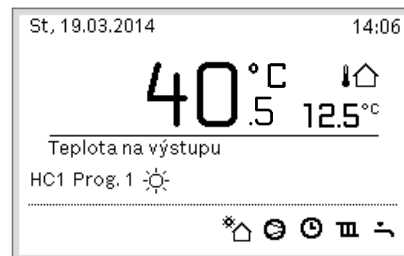 St, 19.03.2014 14:06
40.5°C 12.5°C
Teplota na výstupu
HC1 Prog. 1